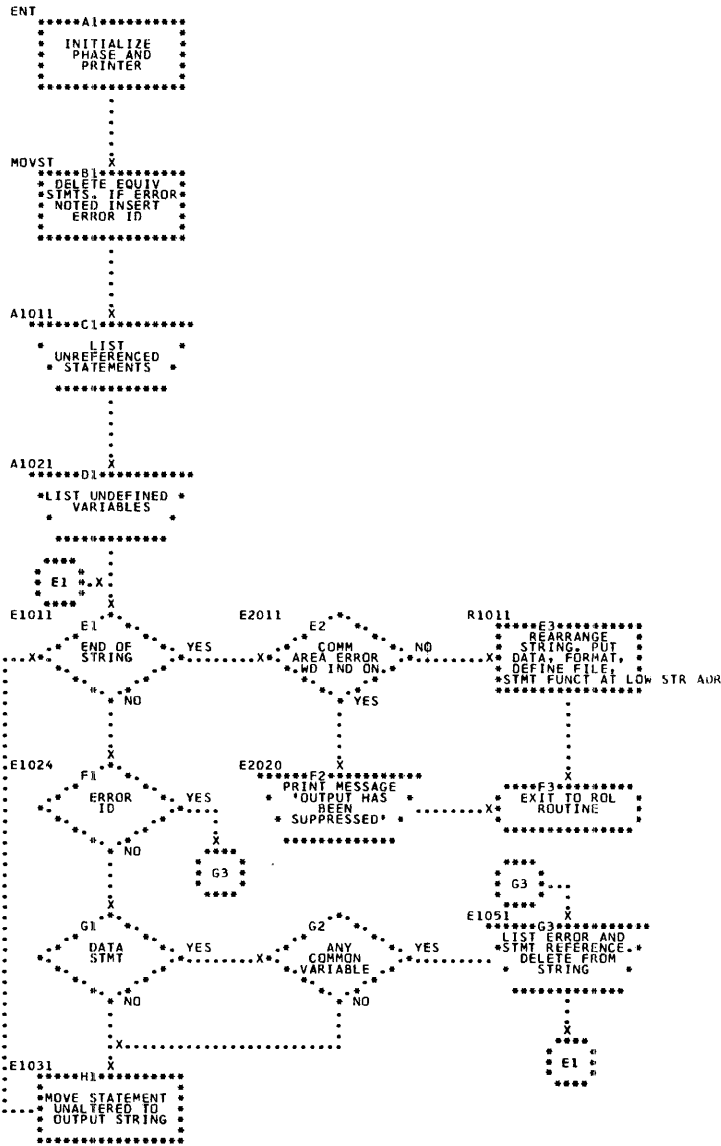 ENT
A1
INITIALIZE
PHASE AND
PRINTER
MOVST
B1
DELETE EQUIV
STMTS. IF ERROR
NOTED INSERT
ERROR ID
A1011
C1
LIST
UNREFERENCED
STATEMENTS
A1021
D1
LIST UNDEFINED
VARIABLES
E1
E1011
E1
END OF
STRING
YES
NO
E2011
E2
COMM
AREA ERROR
WD IND ON
NO
YES
R1011
E3
REARRANGE
STRING. PUT
DATA, FORMAT,
DEFINE FILE,
STMT FUNCT AT LOW STR ADR
E1024
F1
ERROR
ID
YES
NO
G3
E2020
F2
PRINT MESSAGE
'OUTPUT HAS
BEEN
SUPPRESSED'
F3
EXIT TO ROL
ROUTINE
G3
G1
DATA
STMT
YES
NO
G2
ANY
COMMON
VARIABLE
YES
NO
E1051
G3
LIST ERROR AND
STMT REFERENCE.
DELETE FROM
STRING
E1
E1031
H1
MOVE STATEMENT
UNALTERED TO
OUTPUT STRING